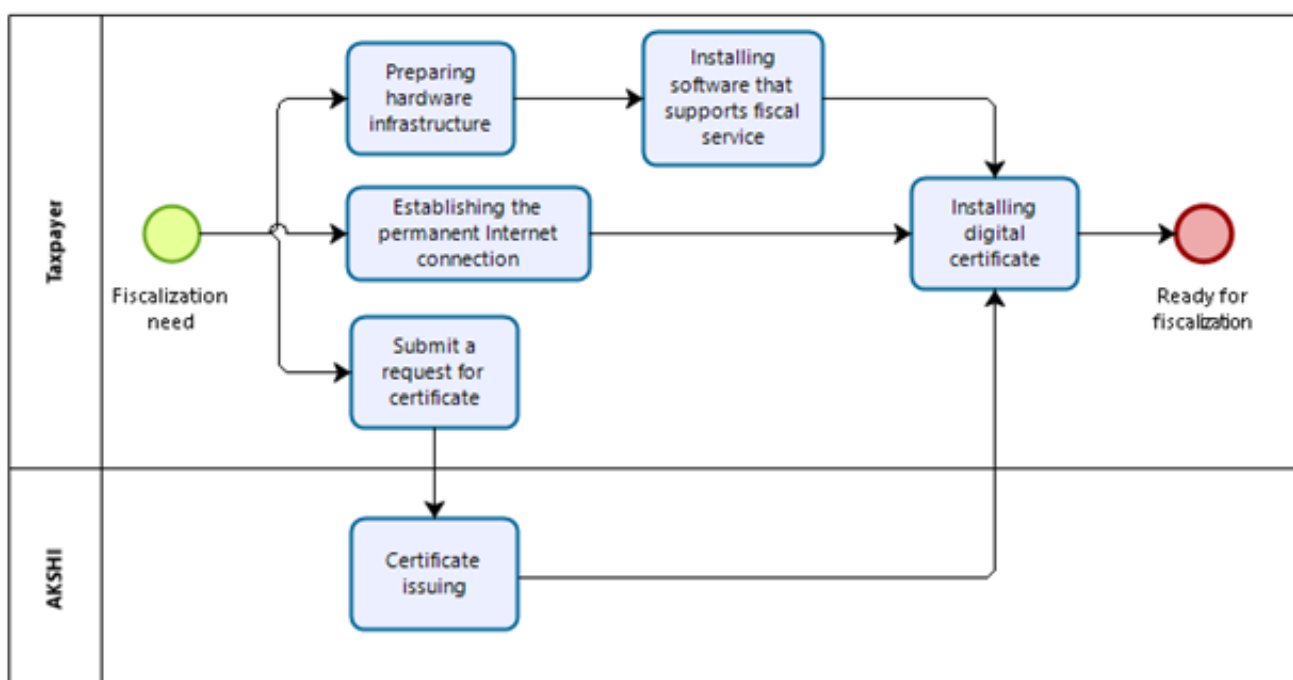 Taxpayer
Preparing
hardware
infrastructure
Installing
software that
supports fiscal
service
Fiscalization
need
Establishing the
permanent Internet
connection
Installing
digital
certificate
Ready for
fiscalization
Submit a
request for
certificate
AKSHI
Certificate
issuing